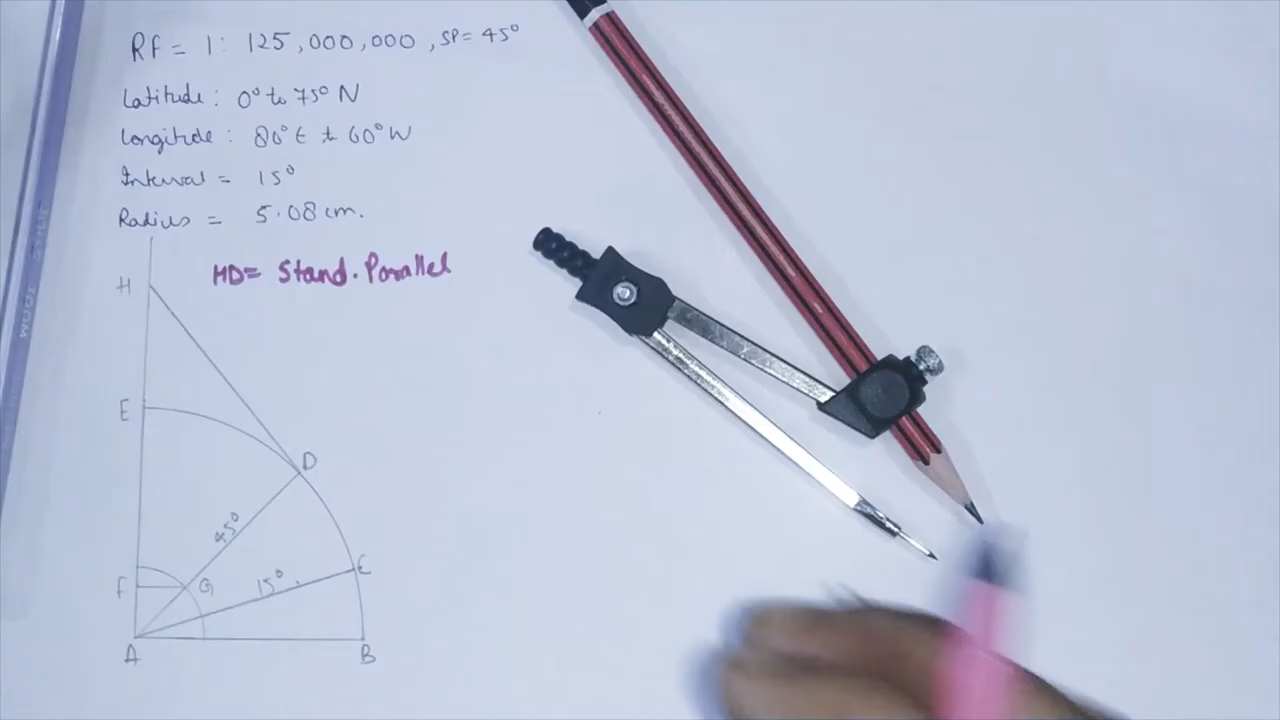 RF = 1 : 125,000,000, SP = 45°
Latitude : 0° to 75° N
Longitude : 80° E to 60° W
Interval = 15°
Radius = 5.08 cm.
HD = Stand. Parallel
H
E
D
45°
F
G
15°
C
A
B